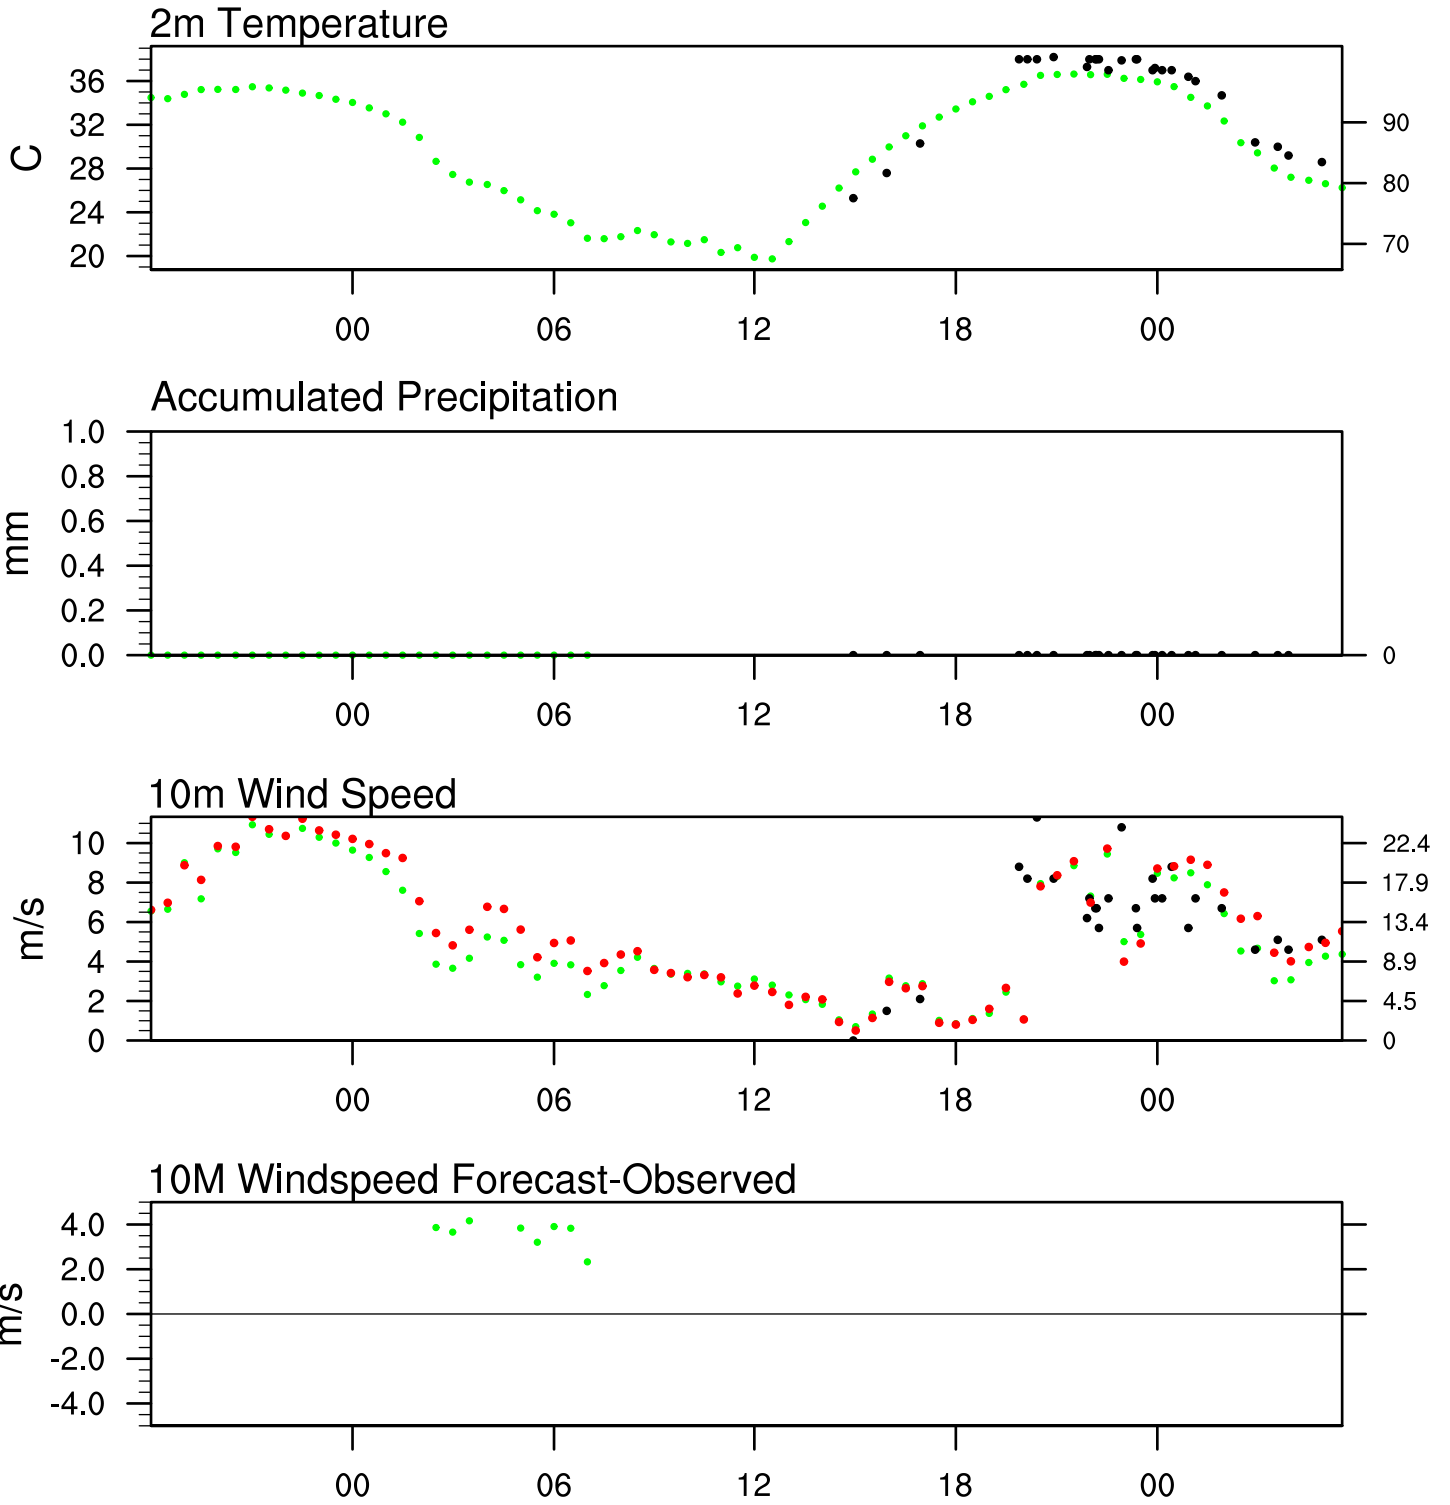 2m Temperature
C
36
32
28
24
20
90
80
70
00 06 12 18 00
Accumulated Precipitation
mm
1.0
0.8
0.6
0.4
0.2
0.0
0
00 06 12 18 00
10m Wind Speed
m/s
10
8
6
4
2
0
22.4
17.9
13.4
8.9
4.5
0
00 06 12 18 00
10M Windspeed Forecast-Observed
m/s
4.0
2.0
0.0
-2.0
-4.0
00 06 12 18 00